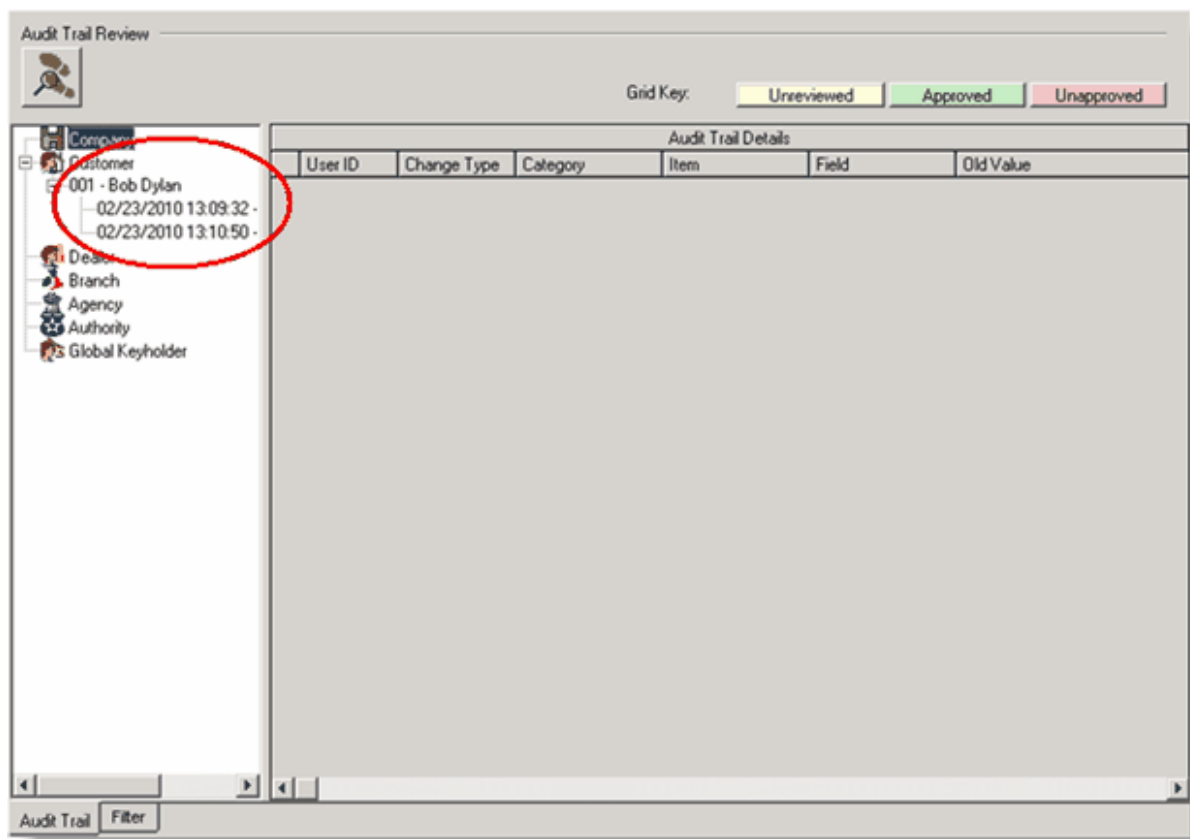 Audit Trail Review
Grid Key: Unreviewed Approved Unapproved
Company
Customer
001 - Bob Dylan
02/23/2010 13:09:32 -
02/23/2010 13:10:50 -
Dealer
Branch
Agency
Authority
Global Keyholder
Audit Trail Details
User ID Change Type Category Item Field Old Value
Audit Trail Filter